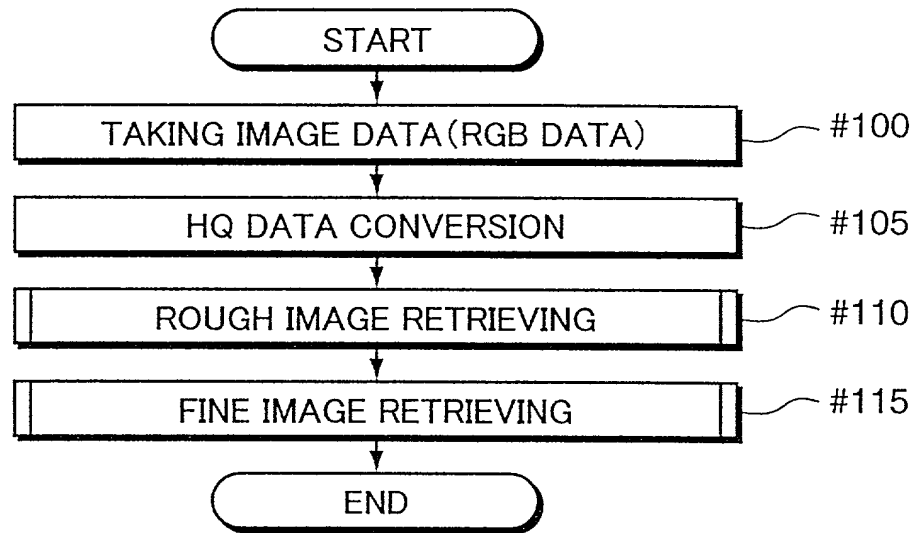 START
TAKING IMAGE DATA(RGB DATA)
#100
HQ DATA CONVERSION
#105
ROUGH IMAGE RETRIEVING
#110
FINE IMAGE RETRIEVING
#115
END